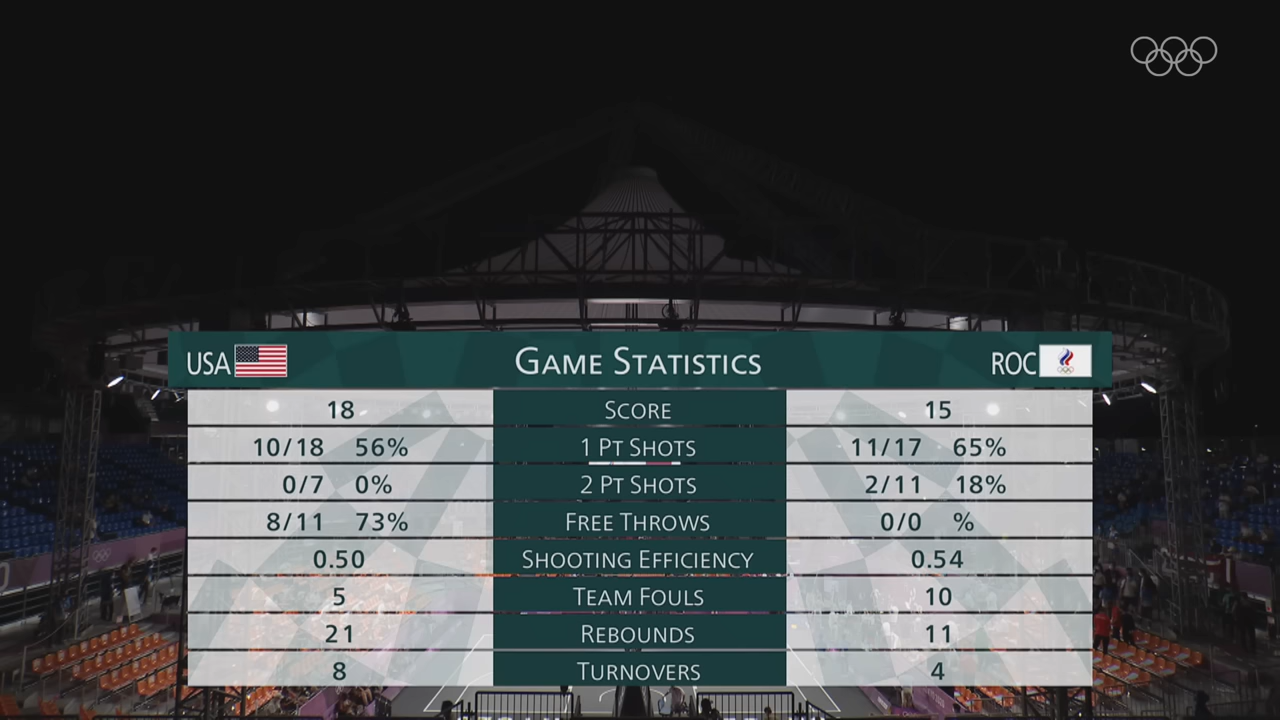 USA GAME STATISTICS ROC
18 SCORE 15
10/18 56% 1 PT SHOTS 11/17 65%
0/7 0% 2 PT SHOTS 2/11 18%
8/11 73% FREE THROWS 0/0 %
0.50 SHOOTING EFFICIENCY 0.54
5 TEAM FOULS 10
21 REBOUNDS 11
8 TURNOVERS 4